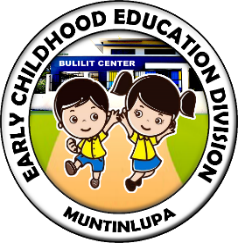 EARLY CHILDHOOD EDUCATION DIVISION
BULILIT CENTER
MUNTINLUPA